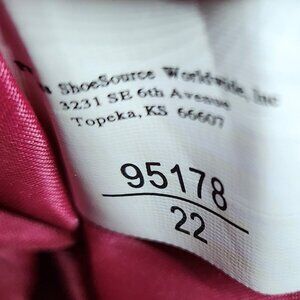 ShoeSource Worldwide, Inc
3231 SE 6th Avenue
Topeka, KS 66607
95178
22